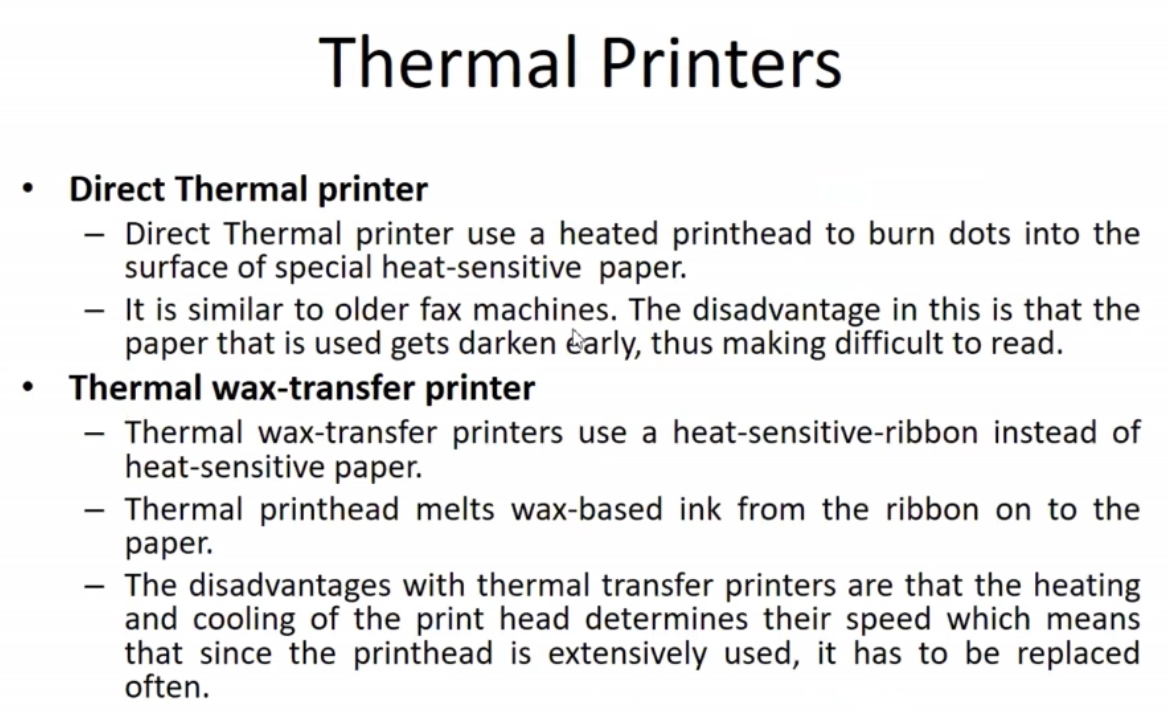 Thermal Printers
• Direct Thermal printer
– Direct Thermal printer use a heated printhead to burn dots into the
surface of special heat-sensitive paper.
– It is similar to older fax machines. The disadvantage in this is that the
paper that is used gets darken early, thus making difficult to read.
• Thermal wax-transfer printer
– Thermal wax-transfer printers use a heat-sensitive-ribbon instead of
heat-sensitive paper.
– Thermal printhead melts wax-based ink from the ribbon on to the
paper.
– The disadvantages with thermal transfer printers are that the heating
and cooling of the print head determines their speed which means
that since the printhead is extensively used, it has to be replaced
often.